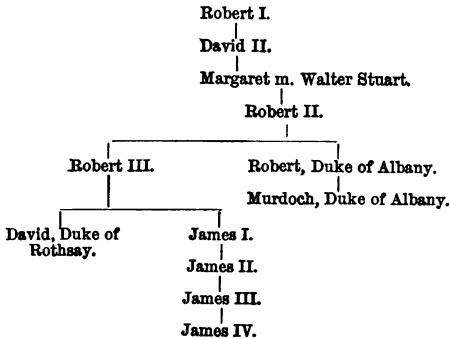 Robert I.
David II.
Margaret m. Walter Stuart.
Robert II.
Robert III.
Robert, Duke of Albany.
Murdoch, Duke of Albany.
David, Duke of
Rothsay.
James I.
James II.
James III.
James IV.